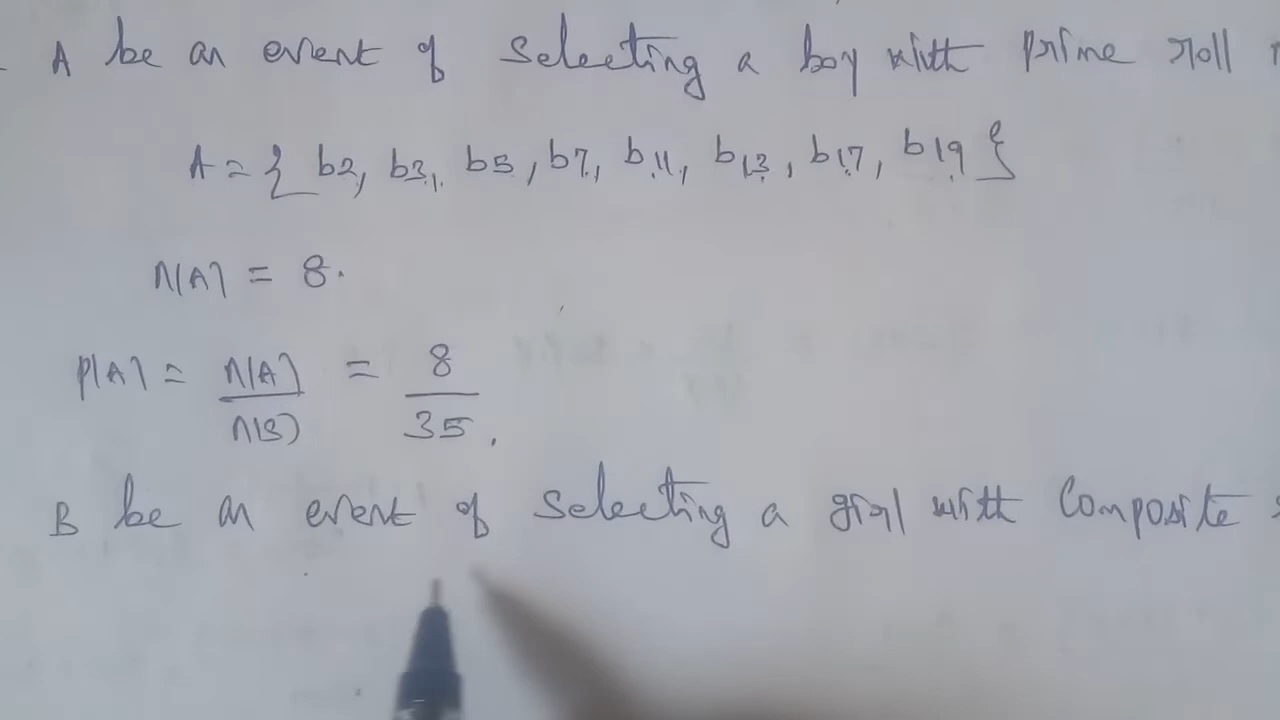 A be an event of selecting a boy with prime roll
A = { b2, b3, b5, b7, b11, b13, b17, b19 }
n(A) = 8.
P(A) = n(A)/n(S) = 8/35.
B be an event of selecting a girl with composite